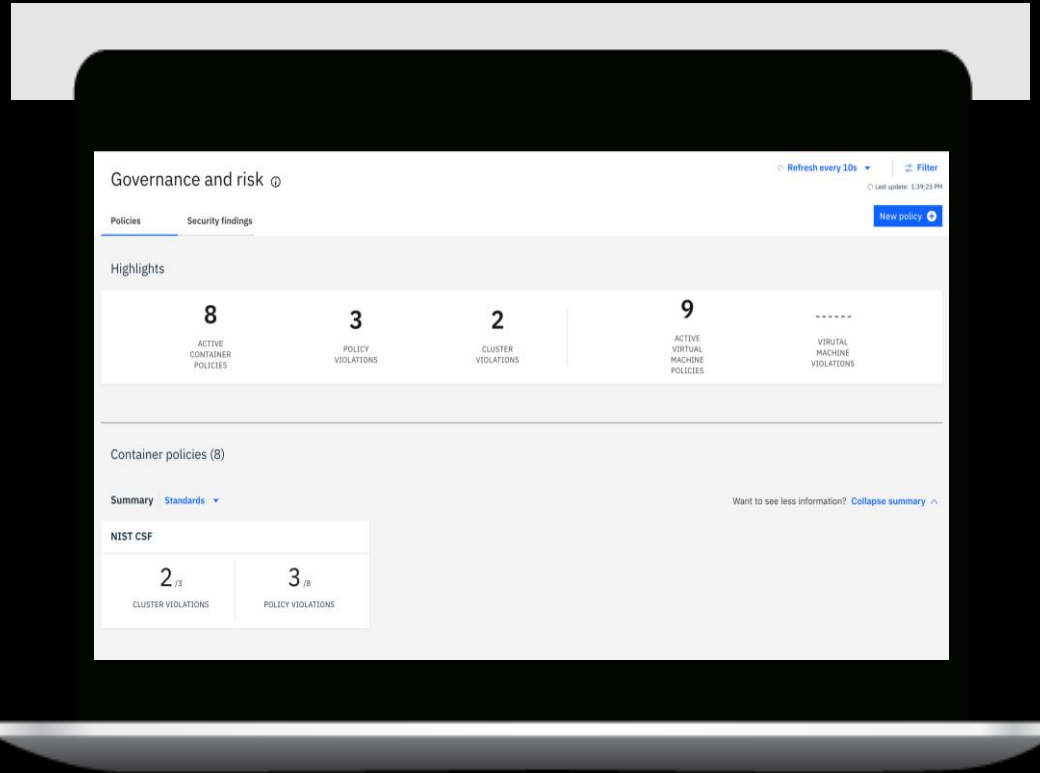 Governance and risk
Refresh every 10s
Filter
Last update: 1:39:23 PM
Policies
Security findings
New policy
Highlights
8
ACTIVE
CONTAINER
POLICIES
3
POLICY
VIOLATIONS
2
CLUSTER
VIOLATIONS
9
ACTIVE
VIRTUAL
MACHINE
POLICIES
------
VIRUTAL
MACHINE
VIOLATIONS
Container policies (8)
Summary Standards
Want to see less information? Collapse summary
NIST CSF
2 /3
CLUSTER VIOLATIONS
3 /8
POLICY VIOLATIONS